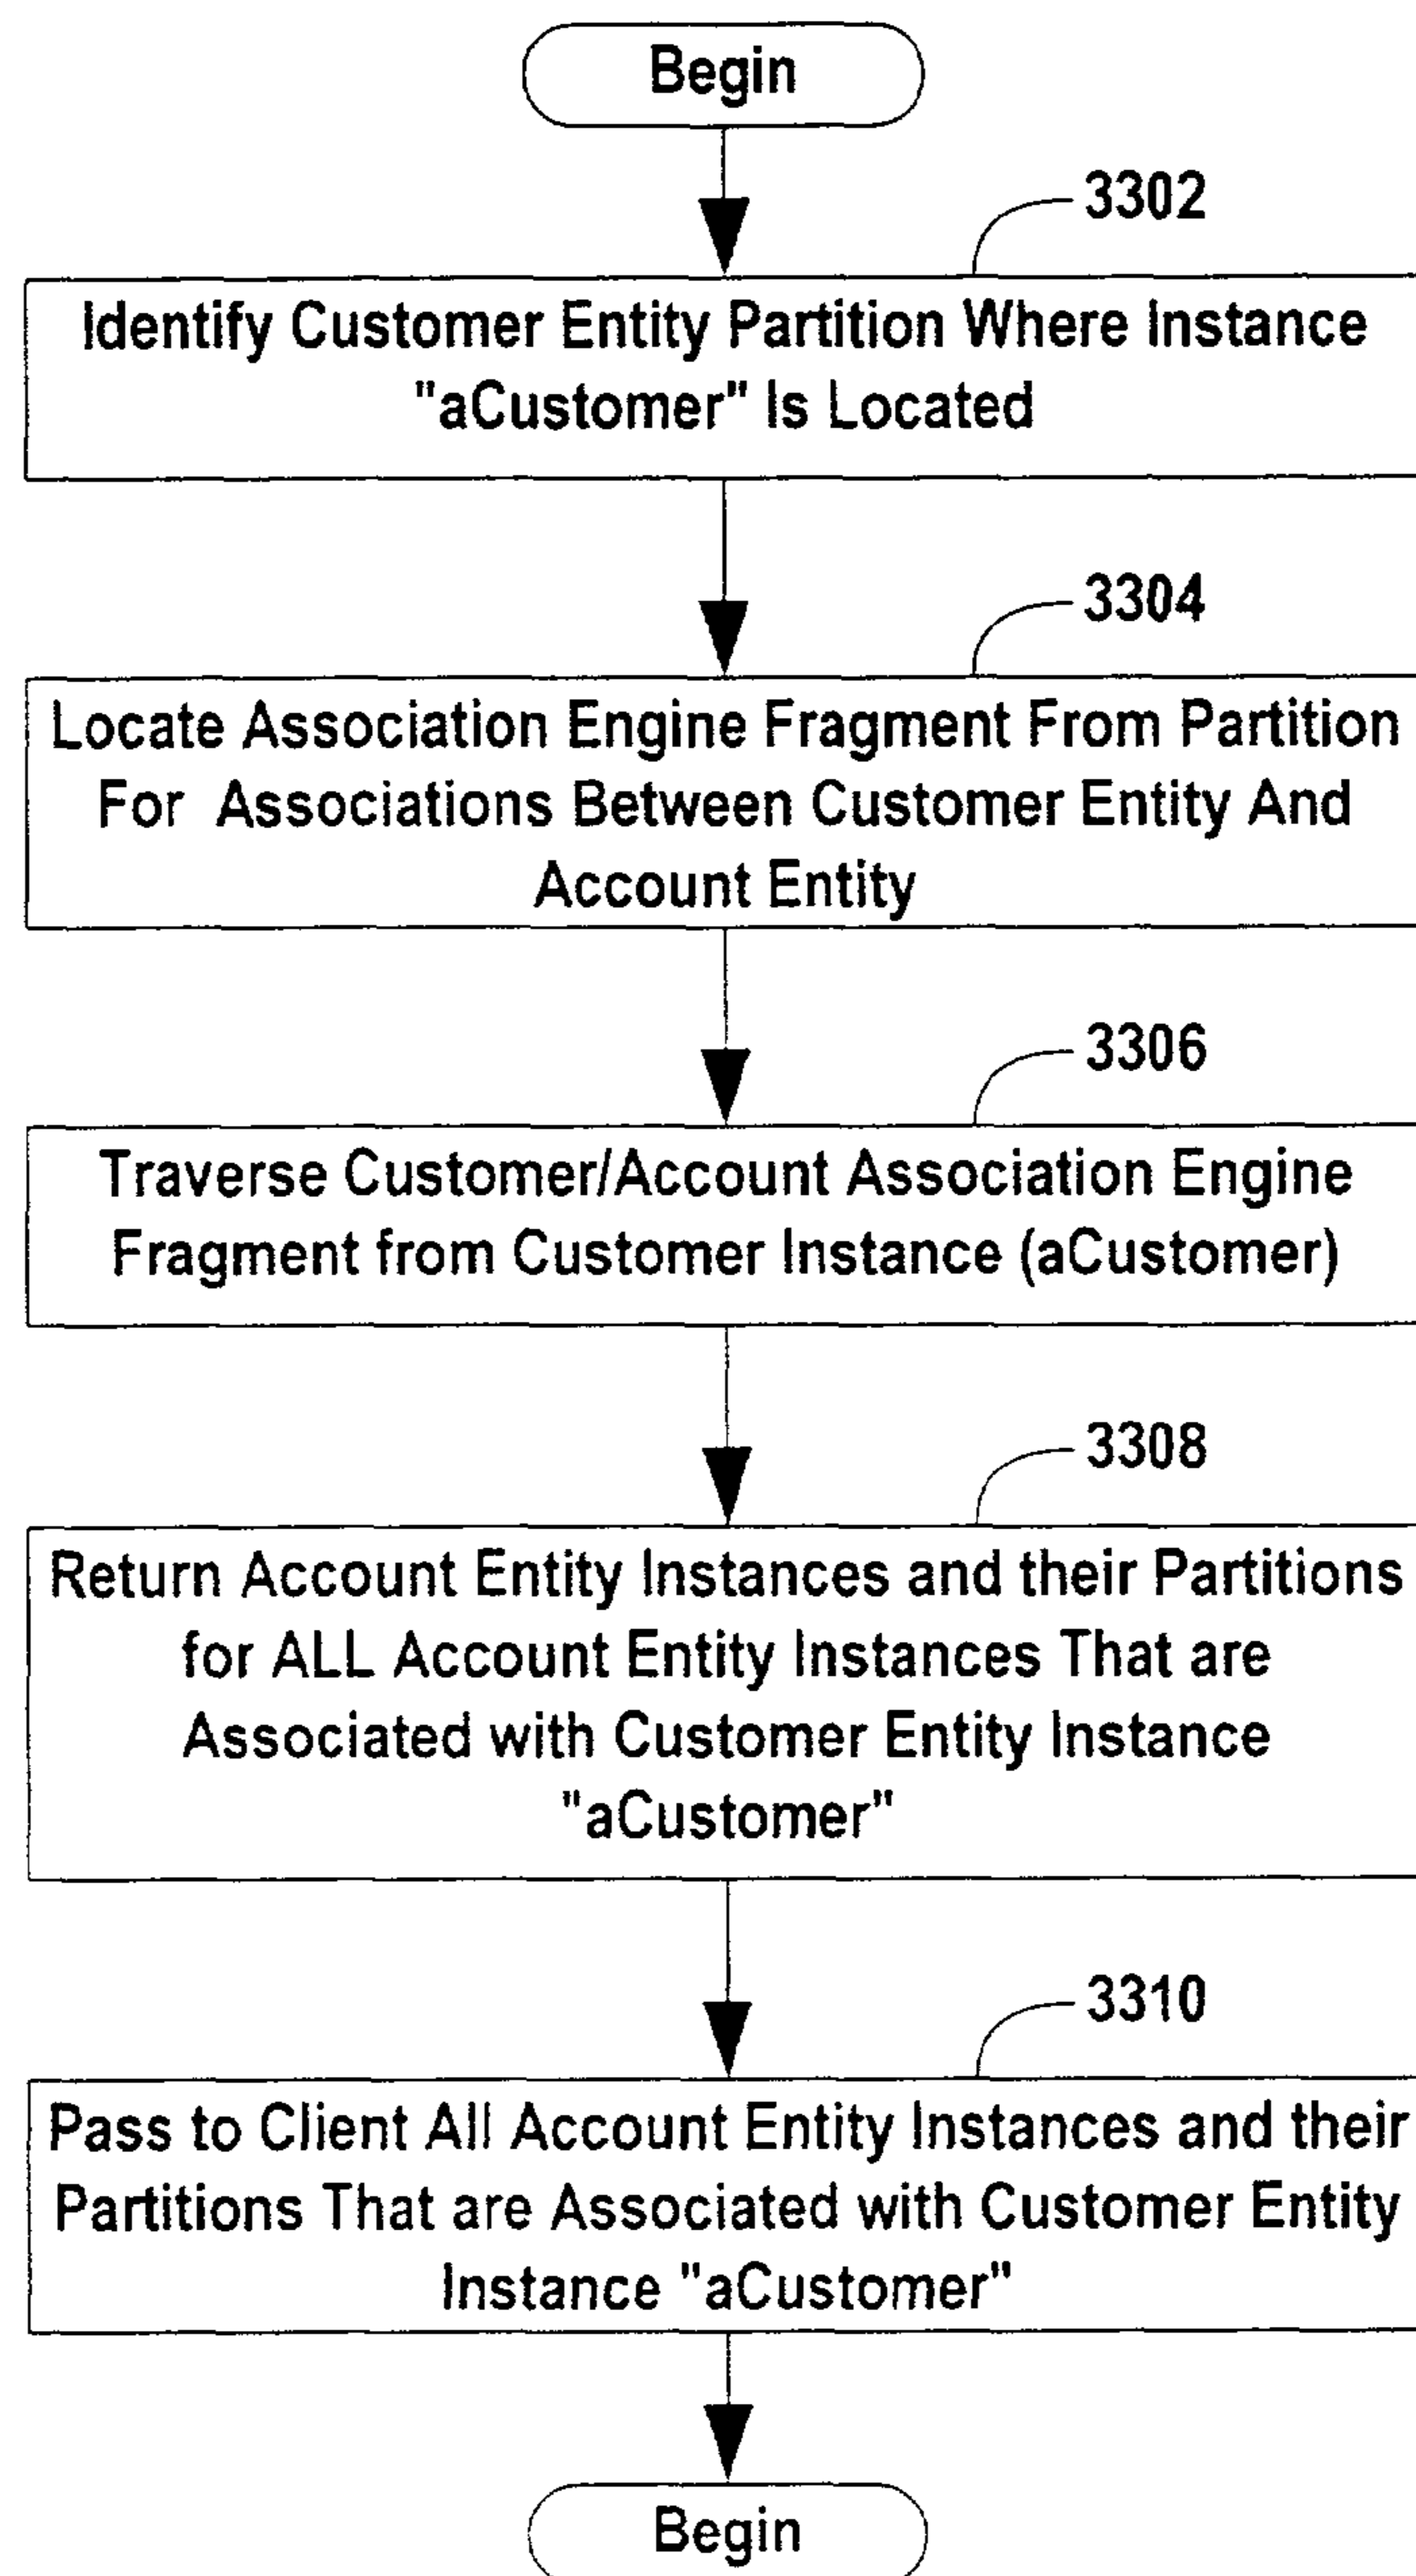 Begin
3302
Identify Customer Entity Partition Where Instance
"aCustomer" Is Located
3304
Locate Association Engine Fragment From Partition
For Associations Between Customer Entity And
Account Entity
3306
Traverse Customer/Account Association Engine
Fragment from Customer Instance (aCustomer)
3308
Return Account Entity Instances and their Partitions
for ALL Account Entity Instances That are
Associated with Customer Entity Instance
"aCustomer"
3310
Pass to Client All Account Entity Instances and their
Partitions That are Associated with Customer Entity
Instance "aCustomer"
Begin